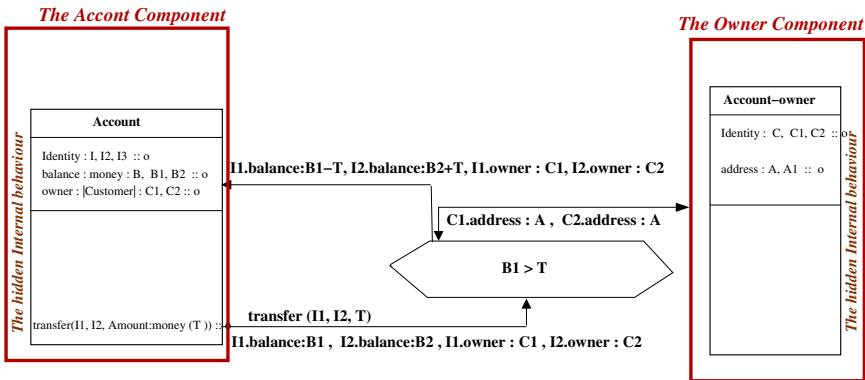 The Accont Component
The Owner Component
The hidden Internal behaviour
Account
Identity : I, I2, I3 :: o
balance : money : B, B1, B2 :: o
owner : |Customer| : C1, C2 :: o
transfer(I1, I2, Amount:money (T )) ::
I1.balance:B1−T, I2.balance:B2+T, I1.owner : C1, I2.owner : C2
C1.address : A , C2.address : A
B1 > T
transfer (I1, I2, T)
I1.balance:B1 , I2.balance:B2 , I1.owner : C1 , I2.owner : C2
Account−owner
Identity : C, C1, C2 :: o
address : A, A1 :: o
The hidden Internal behaviour